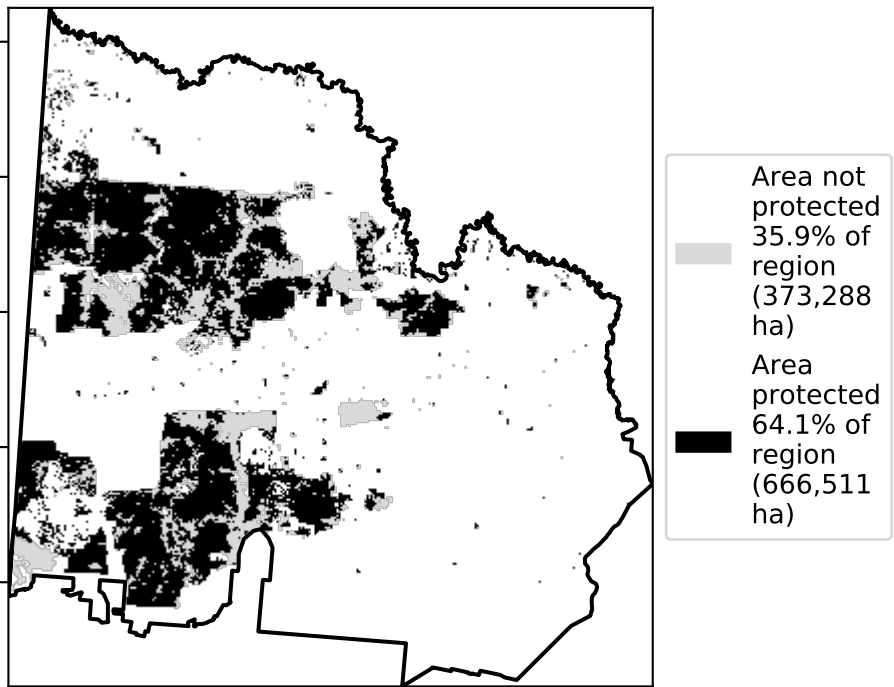 Area not
protected
35.9% of
region
(373,288
ha)
Area
protected
64.1% of
region
(666,511
ha)